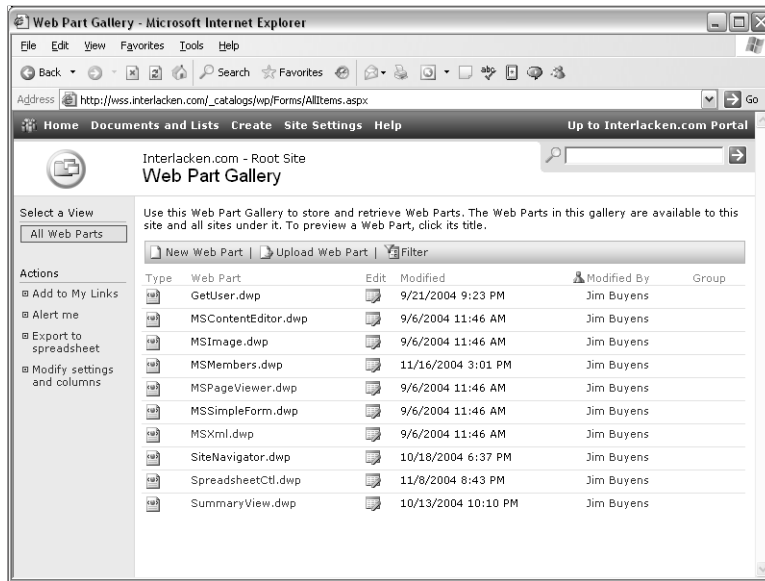 Web Part Gallery - Microsoft Internet Explorer
File Edit View Favorites Tools Help
Back Search Favorites
Address http://wss.interlacken.com/_catalogs/wp/Forms/AllItems.aspx Go
Home Documents and Lists Create Site Settings Help Up to Interlacken.com Portal
Interlacken.com - Root Site
Web Part Gallery
Select a View
All Web Parts
Actions
Add to My Links
Alert me
Export to
spreadsheet
Modify settings
and columns
Use this Web Part Gallery to store and retrieve Web Parts. The Web Parts in this gallery are available to this
site and all sites under it. To preview a Web Part, click its title.
New Web Part | Upload Web Part | Filter
Type Web Part Edit Modified Modified By Group
GetUser.dwp 9/21/2004 9:23 PM Jim Buyens
MSContentEditor.dwp 9/6/2004 11:46 AM Jim Buyens
MSImage.dwp 9/6/2004 11:46 AM Jim Buyens
MSMembers.dwp 11/16/2004 3:01 PM Jim Buyens
MSPageViewer.dwp 9/6/2004 11:46 AM Jim Buyens
MSSimpleForm.dwp 9/6/2004 11:46 AM Jim Buyens
MSXml.dwp 9/6/2004 11:46 AM Jim Buyens
SiteNavigator.dwp 10/18/2004 6:37 PM Jim Buyens
SpreadsheetCtl.dwp 11/8/2004 8:43 PM Jim Buyens
SummaryView.dwp 10/13/2004 10:10 PM Jim Buyens